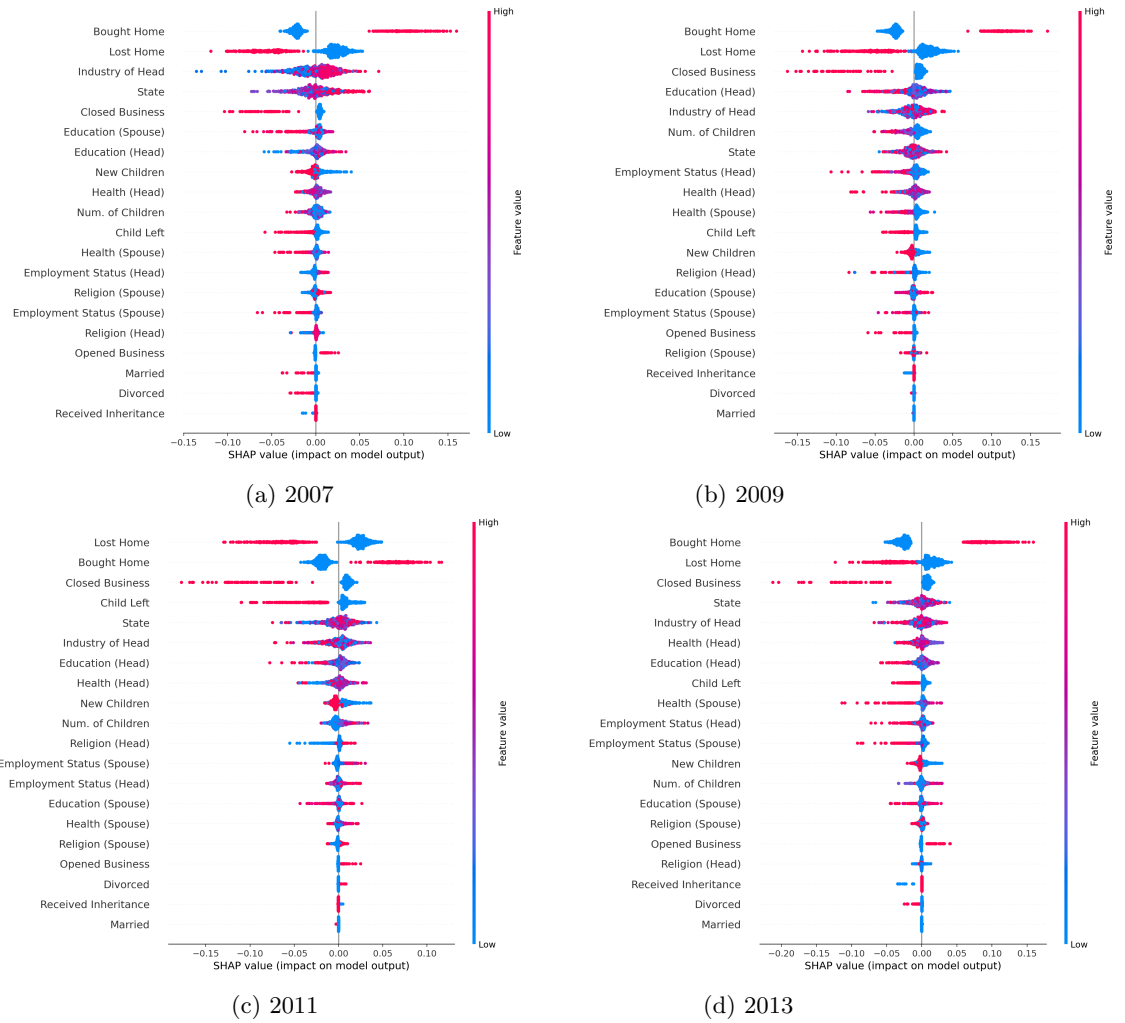 Bought Home
Lost Home
Industry of Head
State
Closed Business
Education (Spouse)
Education (Head)
New Children
Health (Head)
Num. of Children
Child Left
Health (Spouse)
Employment Status (Head)
Religion (Spouse)
Employment Status (Spouse)
Religion (Head)
Opened Business
Married
Divorced
Received Inheritance
−0.15 −0.10 −0.05 0.00 0.05 0.10 0.15
SHAP value (impact on model output)
High
Feature value
Low
(a) 2007
Bought Home
Lost Home
Closed Business
Education (Head)
Industry of Head
Num. of Children
State
Employment Status (Head)
Health (Head)
Health (Spouse)
Child Left
New Children
Religion (Head)
Education (Spouse)
Employment Status (Spouse)
Opened Business
Religion (Spouse)
Received Inheritance
Divorced
Married
−0.15 −0.10 −0.05 0.00 0.05 0.10 0.15
SHAP value (impact on model output)
High
Feature value
Low
(b) 2009
Lost Home
Bought Home
Closed Business
Child Left
State
Industry of Head
Education (Head)
Health (Head)
New Children
Num. of Children
Religion (Head)
Employment Status (Spouse)
Employment Status (Head)
Education (Spouse)
Health (Spouse)
Religion (Spouse)
Opened Business
Divorced
Received Inheritance
Married
−0.15 −0.10 −0.05 0.00 0.05 0.10
SHAP value (impact on model output)
High
Feature value
Low
(c) 2011
Bought Home
Lost Home
Closed Business
State
Industry of Head
Health (Head)
Education (Head)
Child Left
Health (Spouse)
Employment Status (Head)
Employment Status (Spouse)
New Children
Num. of Children
Education (Spouse)
Religion (Spouse)
Opened Business
Religion (Head)
Received Inheritance
Divorced
Married
−0.20 −0.15 −0.10 −0.05 0.00 0.05 0.10 0.15
SHAP value (impact on model output)
High
Feature value
Low
(d) 2013